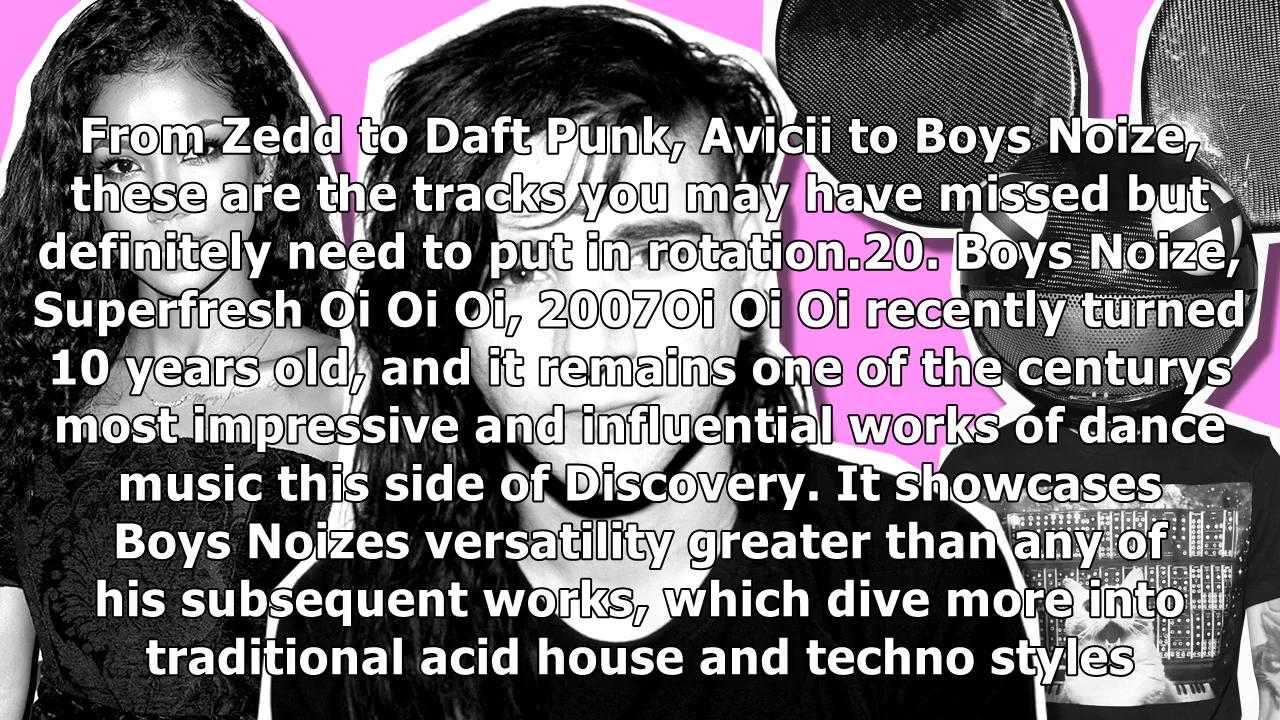 From Zedd to Daft Punk, Avicii to Boys Noize,
these are the tracks you may have missed but
definitely need to put in rotation.20. Boys Noize,
Superfresh Oi Oi Oi, 2007Oi Oi Oi recently turned
10 years old, and it remains one of the centurys
most impressive and influential works of dance
music this side of Discovery. It showcases
Boys Noizes versatility greater than any of
his subsequent works, which dive more into
traditional acid house and techno styles